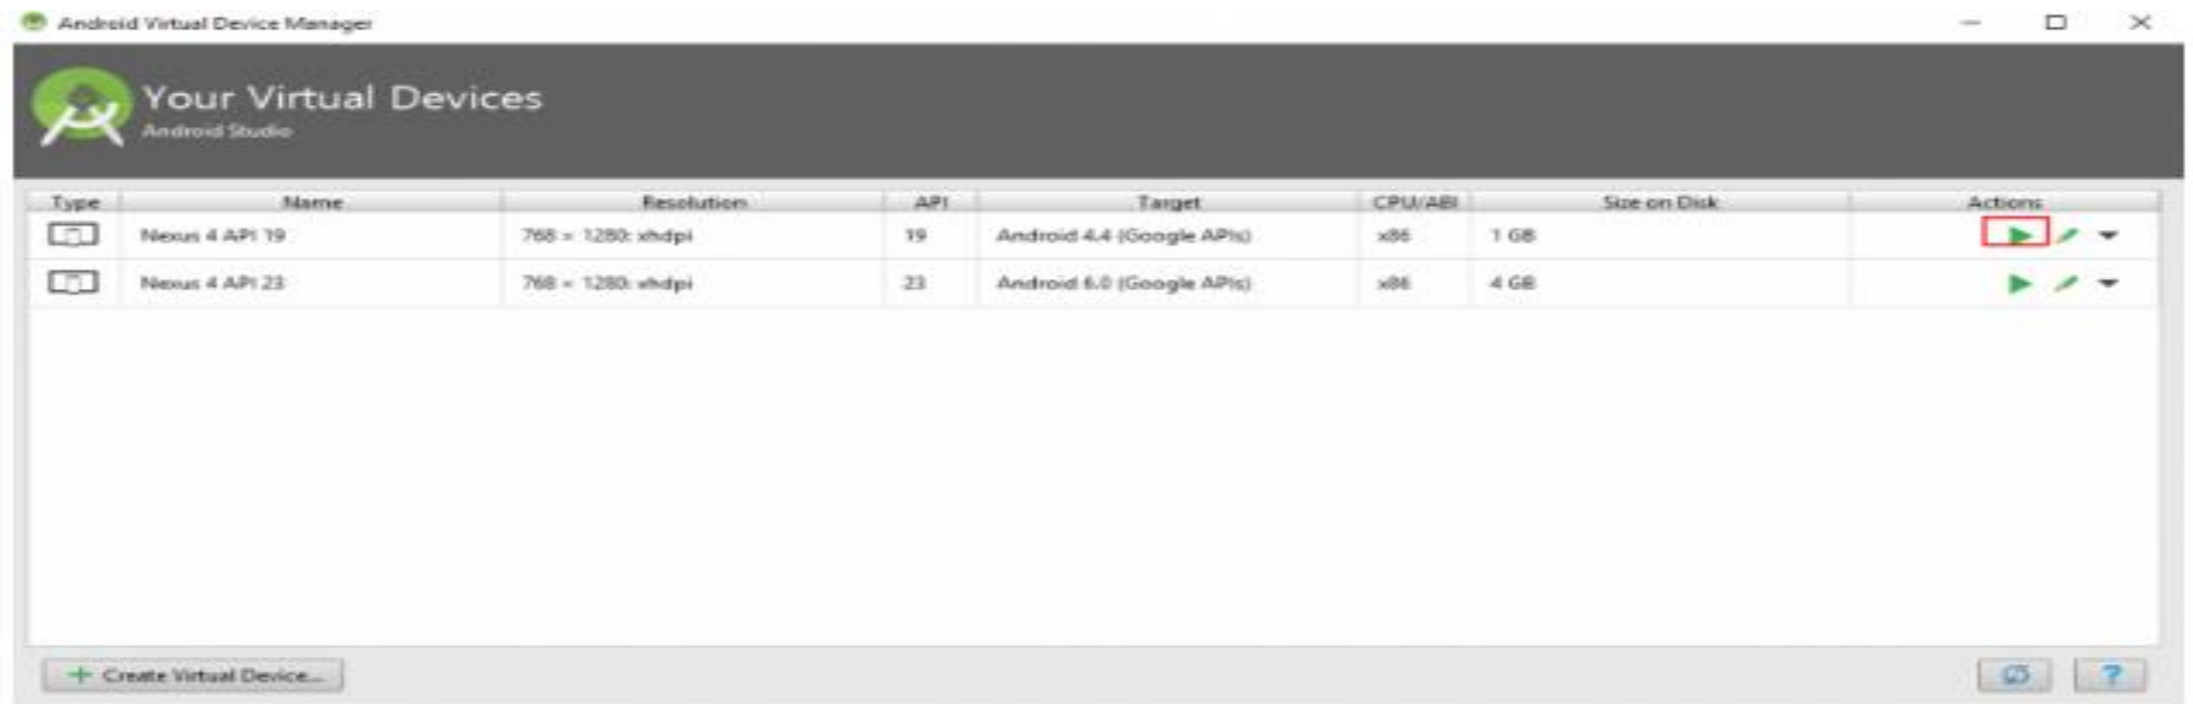 Android Virtual Device Manager
Your Virtual Devices
Android Studio
Type Name Resolution API Target CPU/ABI Size on Disk Actions
Nexus 4 API 19 768 × 1280: xhdpi 19 Android 4.4 (Google APIs) x86 1 GB
Nexus 4 API 23 768 × 1280: xhdpi 23 Android 6.0 (Google APIs) x86 4 GB
+ Create Virtual Device... ?